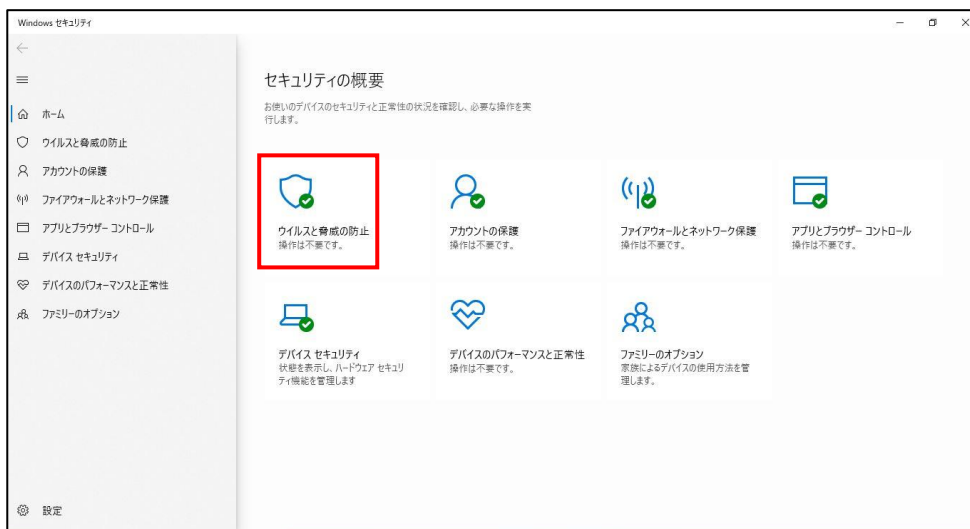 Windows セキュリティ
ホーム
ウイルスと脅威の防止
アカウントの保護
ファイアウォールとネットワーク保護
アプリとブラウザー コントロール
デバイス セキュリティ
デバイスのパフォーマンスと正常性
ファミリーのオプション
設定
セキュリティの概要
お使いのデバイスのセキュリティと正常性の状況を確認し、必要な操作を実
行します。
ウイルスと脅威の防止
操作は不要です。
アカウントの保護
操作は不要です。
ファイアウォールとネットワーク保護
操作は不要です。
アプリとブラウザー コントロール
操作は不要です。
デバイス セキュリティ
状態を表示し、ハードウェア セキュリ
ティ機能を管理します
デバイスのパフォーマンスと正常性
操作は不要です。
ファミリーのオプション
家族によるデバイスの使用方法を管
理します。